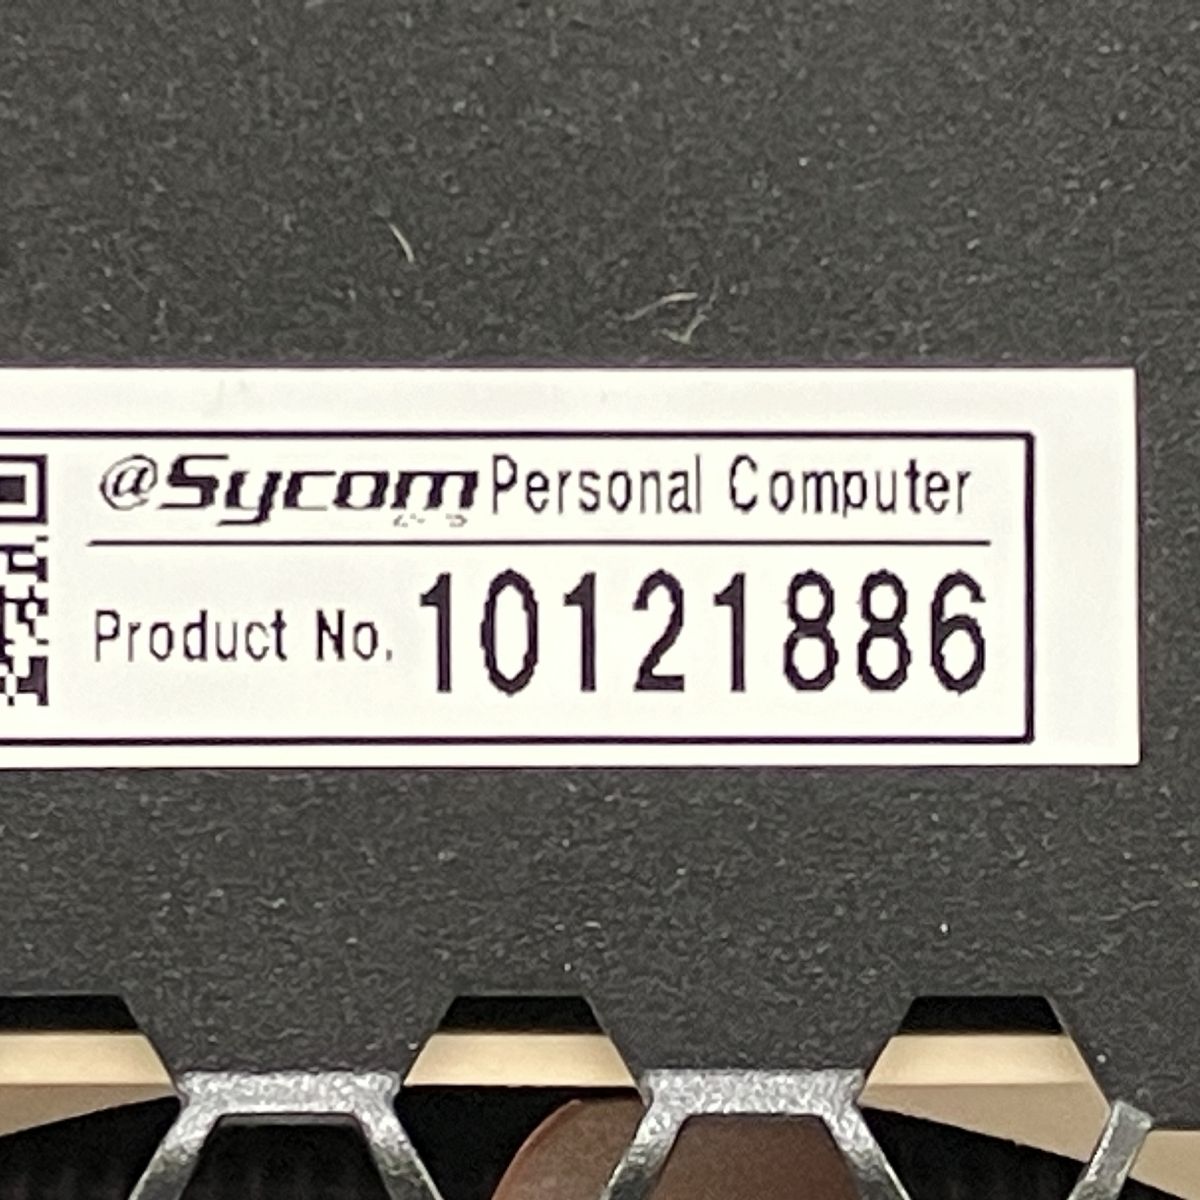 @Sycom Personal Computer
Product No. 10121886